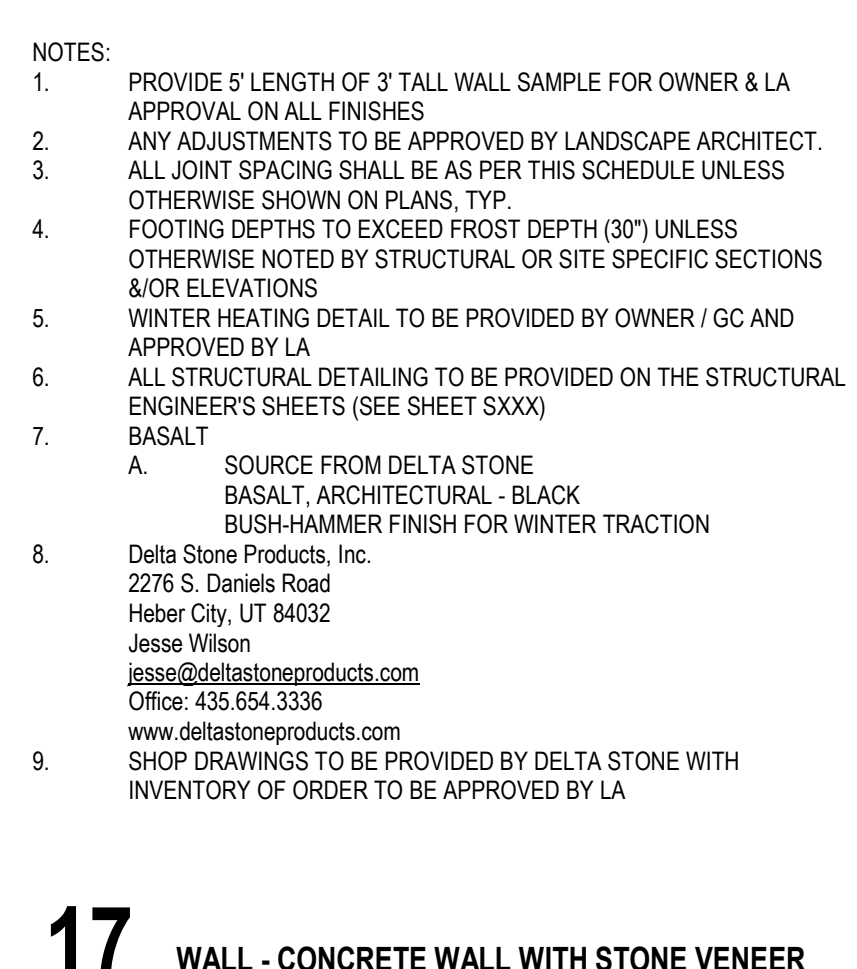 NOTES:
1. PROVIDE 5' LENGTH OF 3' TALL WALL SAMPLE FOR OWNER & LA
APPROVAL ON ALL FINISHES
2. ANY ADJUSTMENTS TO BE APPROVED BY LANDSCAPE ARCHITECT.
3. ALL JOINT SPACING SHALL BE AS PER THIS SCHEDULE UNLESS
OTHERWISE SHOWN ON PLANS, TYP.
4. FOOTING DEPTHS TO EXCEED FROST DEPTH (30") UNLESS
OTHERWISE NOTED BY STRUCTURAL OR SITE SPECIFIC SECTIONS
&/OR ELEVATIONS
5. WINTER HEATING DETAIL TO BE PROVIDED BY OWNER / GC AND
APPROVED BY LA
6. ALL STRUCTURAL DETAILING TO BE PROVIDED ON THE STRUCTURAL
ENGINEER'S SHEETS (SEE SHEET SXXX)
7. BASALT
A. SOURCE FROM DELTA STONE
BASALT, ARCHITECTURAL - BLACK
BUSH-HAMMER FINISH FOR WINTER TRACTION
8. Delta Stone Products, Inc.
2276 S. Daniels Road
Heber City, UT 84032
Jesse Wilson
jesse@deltastoneproducts.com
Office: 435.654.3336
www.deltastoneproducts.com
9. SHOP DRAWINGS TO BE PROVIDED BY DELTA STONE WITH
INVENTORY OF ORDER TO BE APPROVED BY LA
17 WALL - CONCRETE WALL WITH STONE VENEER